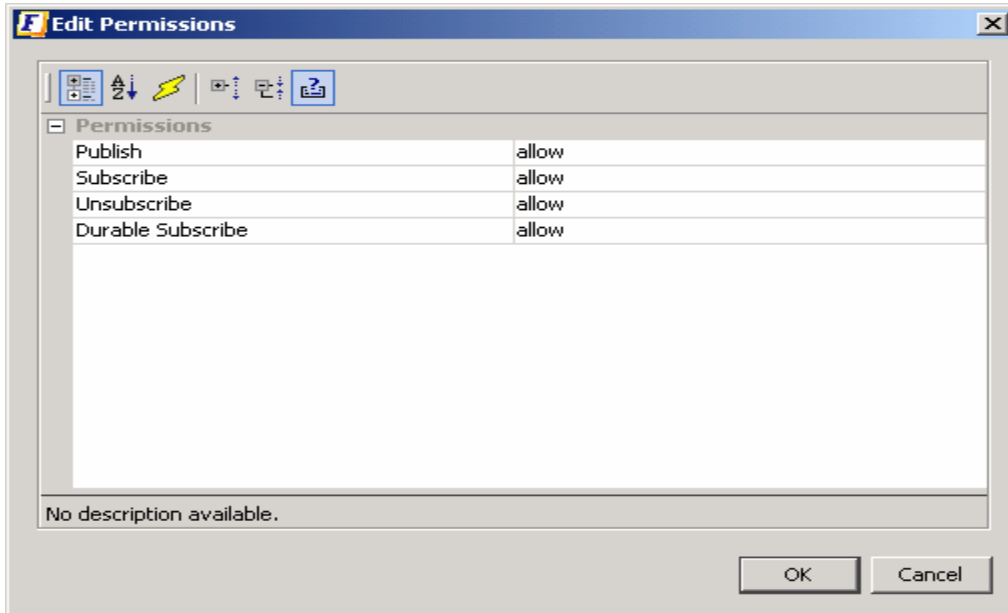 Edit Permissions
Permissions
Publish allow
Subscribe allow
Unsubscribe allow
Durable Subscribe allow
No description available.
OK Cancel